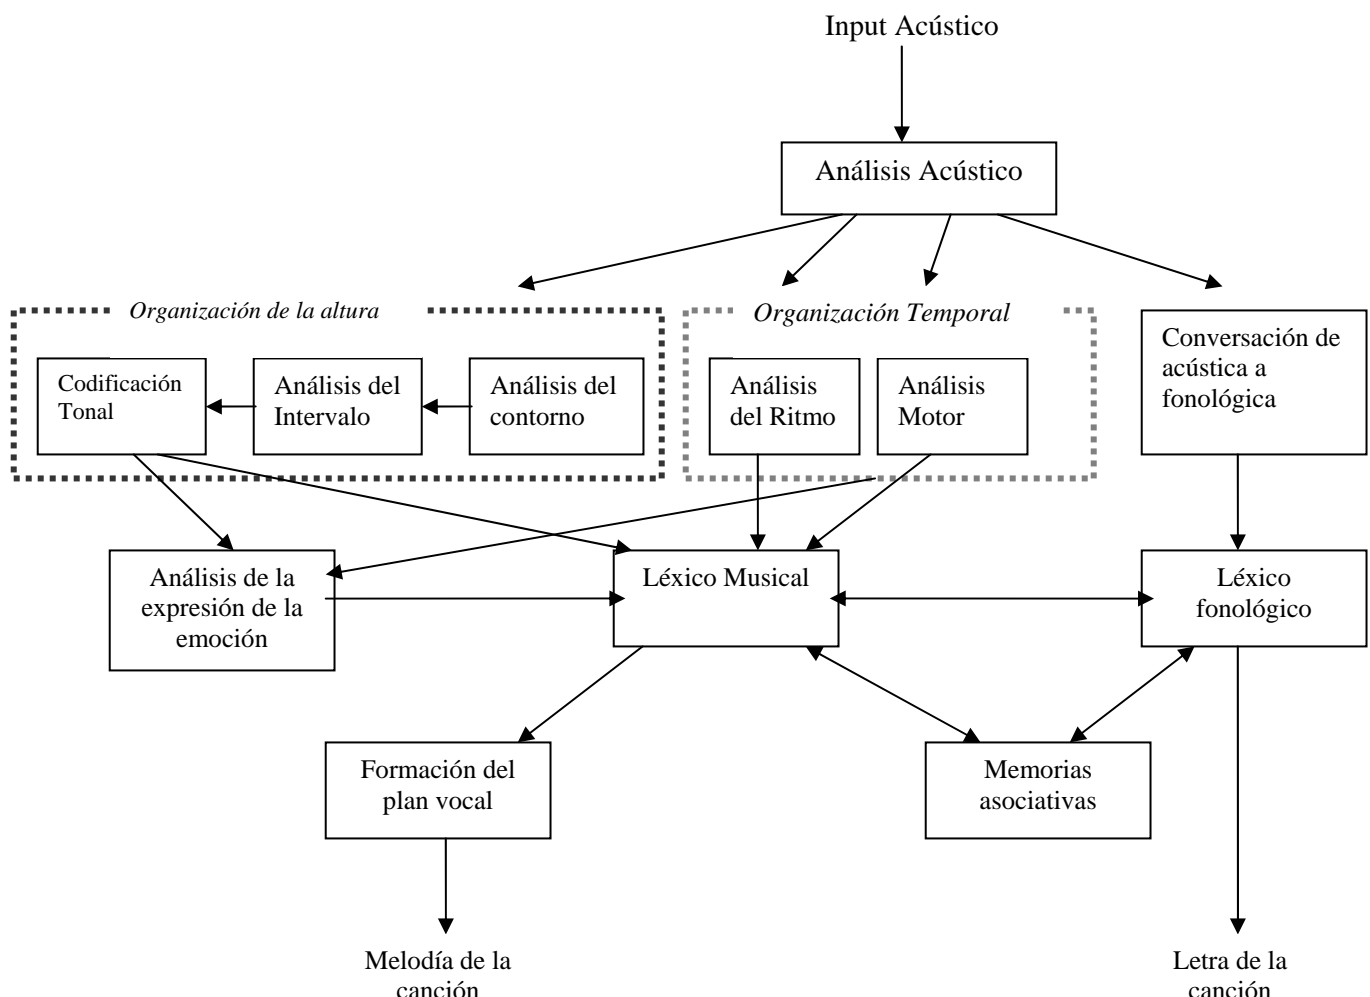 Input Acústico
Análisis Acústico
Organización de la altura
Organización Temporal
Codificación
Tonal
Análisis del
Intervalo
Análisis del
contorno
Análisis
del Ritmo
Análisis
Motor
Conversación de
acústica a
fonológica
Análisis de la
expresión de la
emoción
Léxico Musical
Léxico
fonológico
Formación del
plan vocal
Memorias
asociativas
Melodía de la
canción
Letra de la
canción